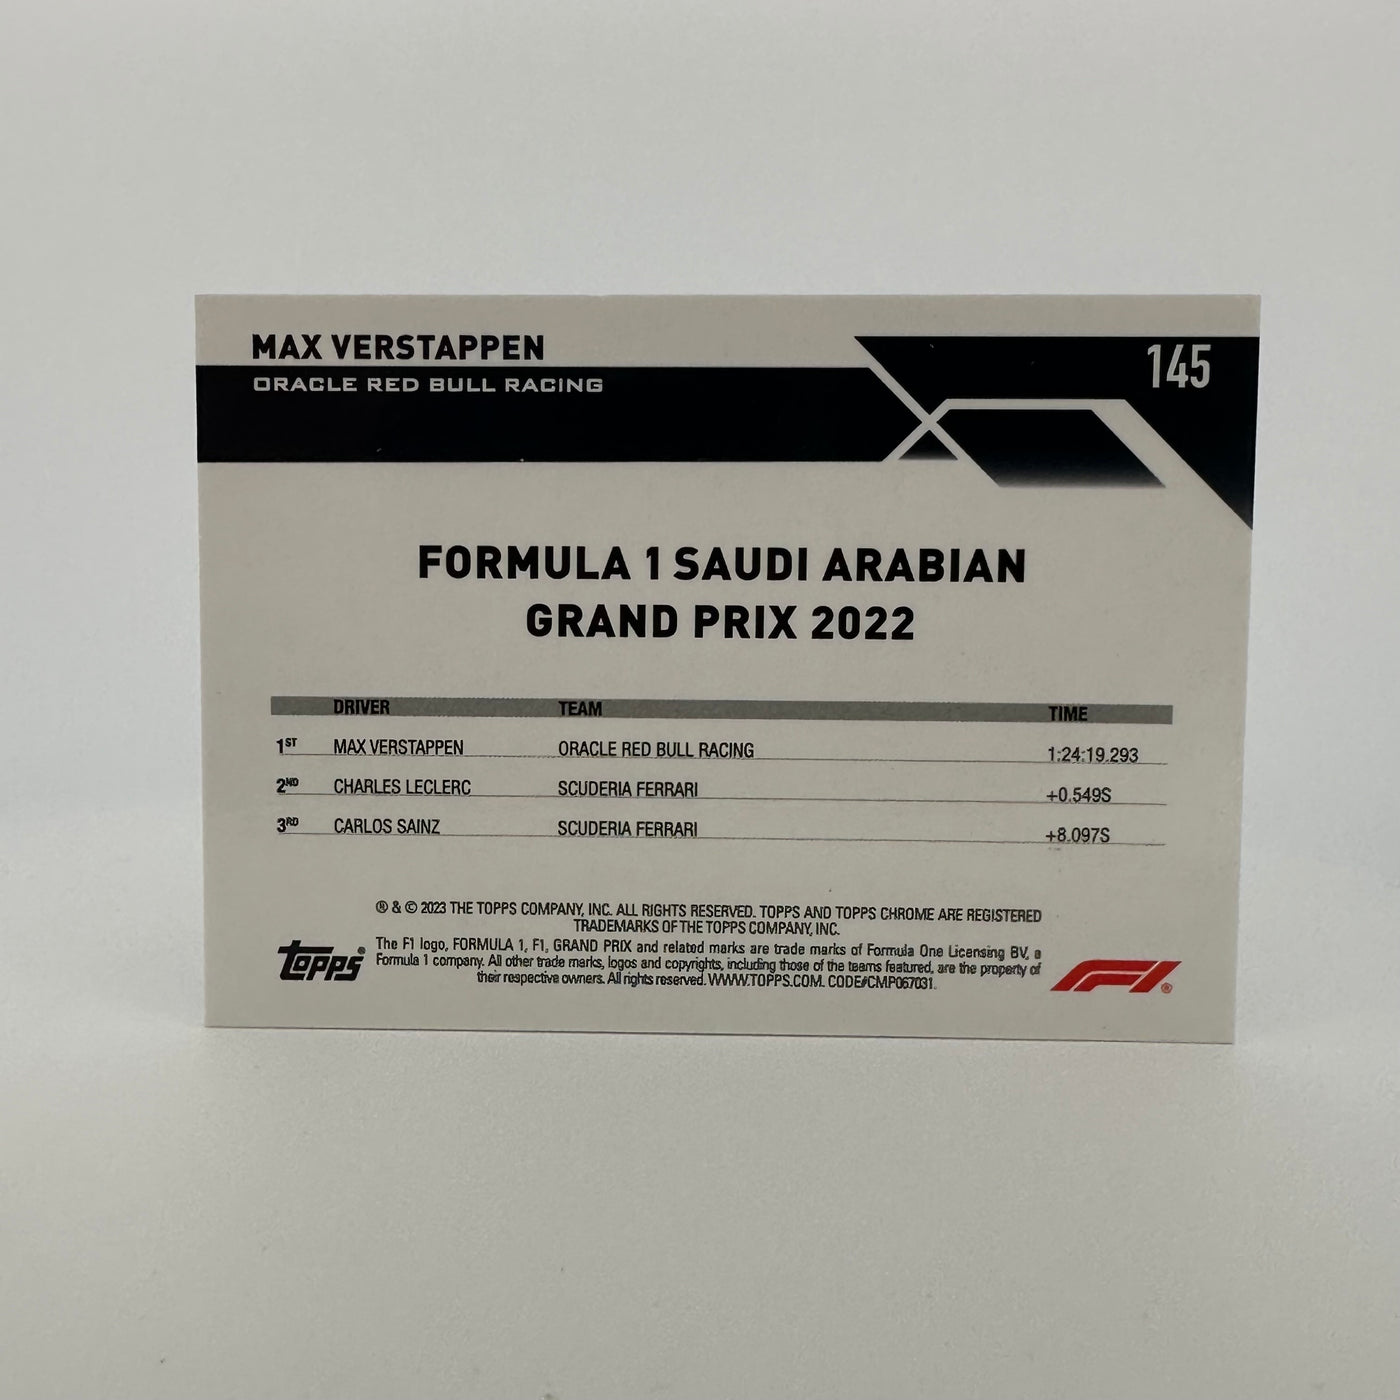 MAX VERSTAPPEN
ORACLE RED BULL RACING
145
FORMULA 1 SAUDI ARABIAN
GRAND PRIX 2022
DRIVER TEAM TIME
1ST MAX VERSTAPPEN ORACLE RED BULL RACING 1:24:19.293
2ND CHARLES LECLERC SCUDERIA FERRARI +0.549S
3RD CARLOS SAINZ SCUDERIA FERRARI +8.097S
® & © 2023 THE TOPPS COMPANY, INC. ALL RIGHTS RESERVED. TOPPS AND TOPPS CHROME ARE REGISTERED
TRADEMARKS OF THE TOPPS COMPANY, INC.
The F1 logo, FORMULA 1, F1, GRAND PRIX and related marks are trade marks of Formula One Licensing BV, a
Formula 1 company. All other trade marks, logos and copyrights, including those of the teams featured, are the property of
their respective owners. All rights reserved. WWW.TOPPS.COM. CODE#CMP067031.
Topps®
F1®